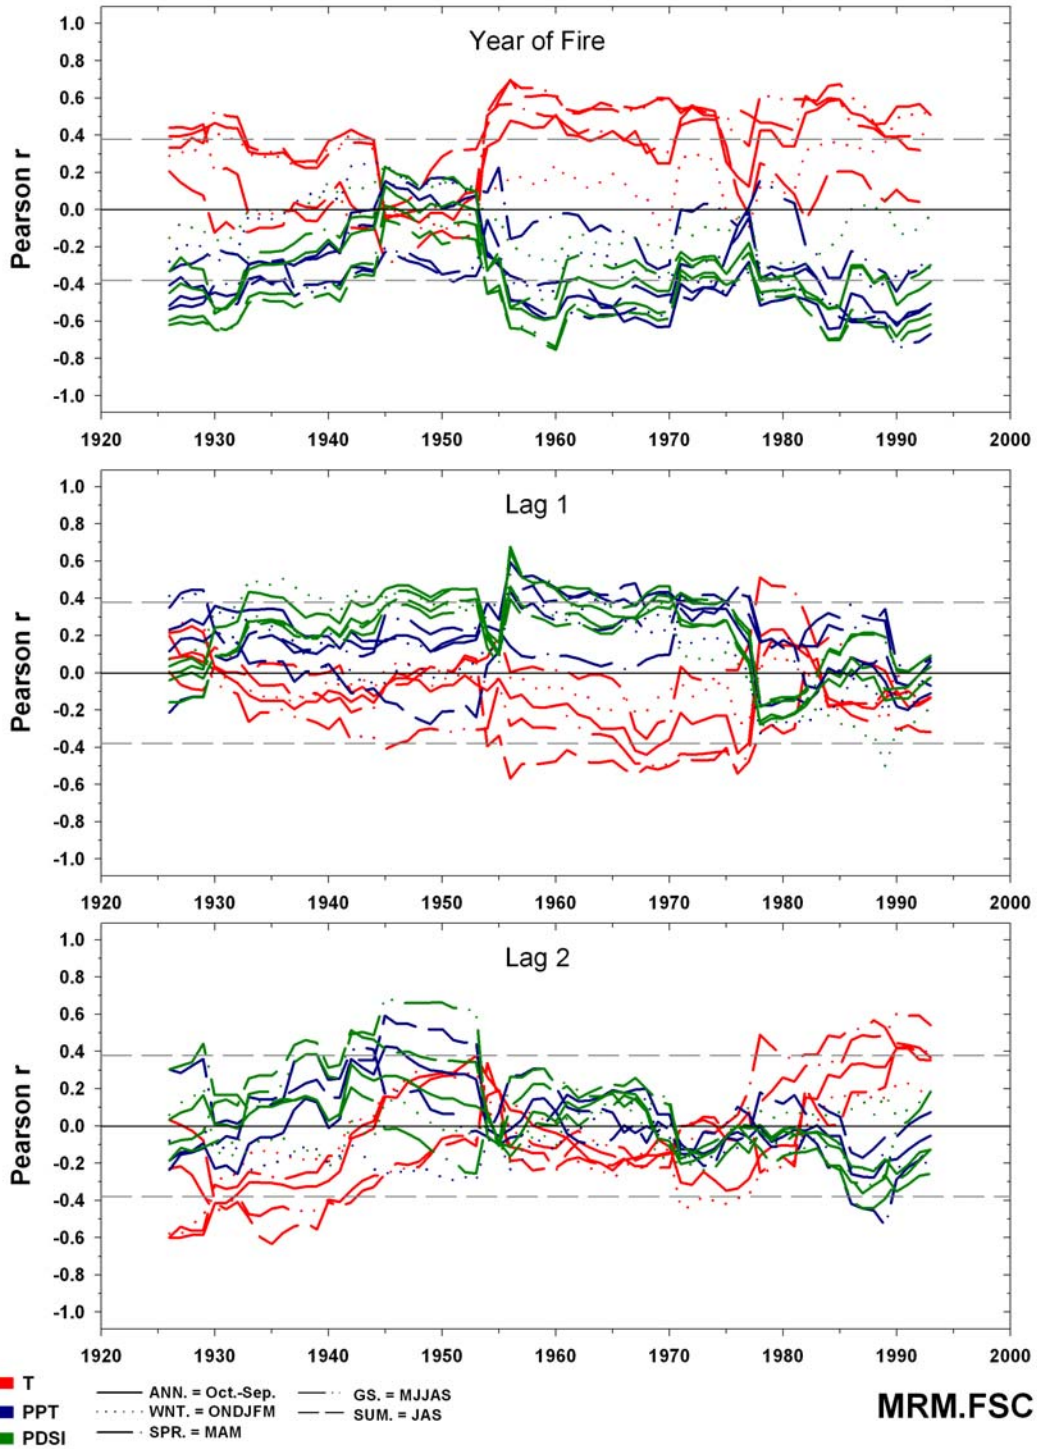 Year of Fire
1.0
0.8
0.6
0.4
0.2
0.0
-0.2
-0.4
-0.6
-0.8
-1.0
Pearson r
1920 1930 1940 1950 1960 1970 1980 1990 2000
Lag 1
1.0
0.8
0.6
0.4
0.2
0.0
-0.2
-0.4
-0.6
-0.8
-1.0
Pearson r
1920 1930 1940 1950 1960 1970 1980 1990 2000
Lag 2
1.0
0.8
0.6
0.4
0.2
0.0
-0.2
-0.4
-0.6
-0.8
-1.0
Pearson r
1920 1930 1940 1950 1960 1970 1980 1990 2000
T
PPT
PDSI
ANN. = Oct.-Sep.
WNT. = ONDJFM
SPR. = MAM
GS. = MJJAS
SUM. = JAS
MRM.FSC